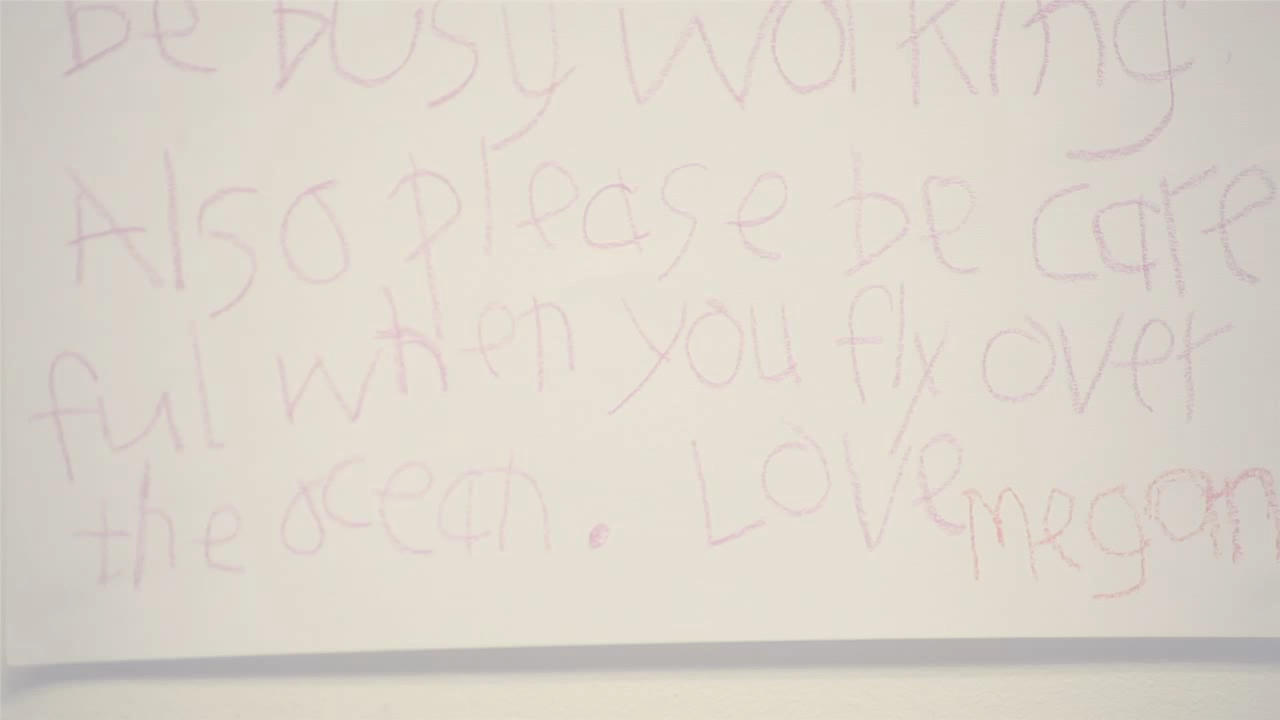 be busy working.
Also please be care
ful when you fly over
the ocean. Love megan